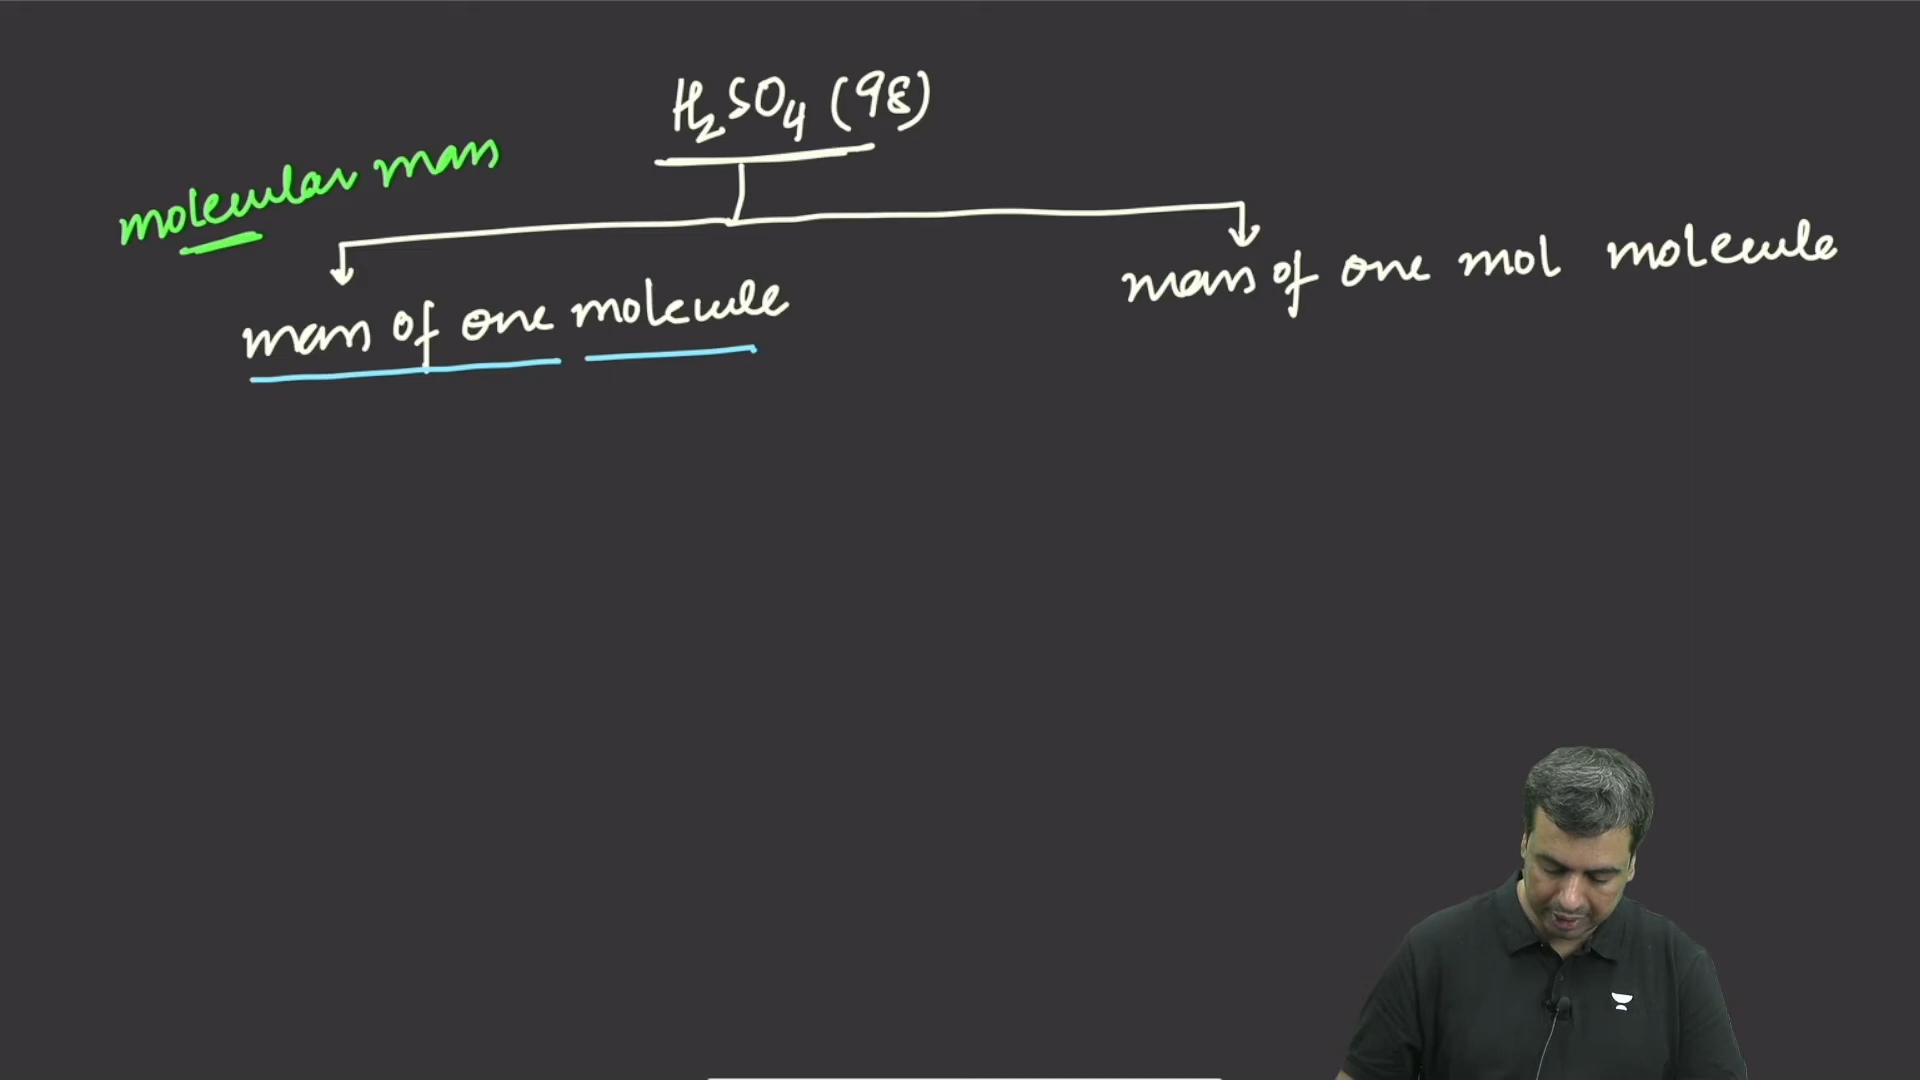 H₂SO₄ (98)
molecular mass
mass of one molecule
mass of one mol molecule